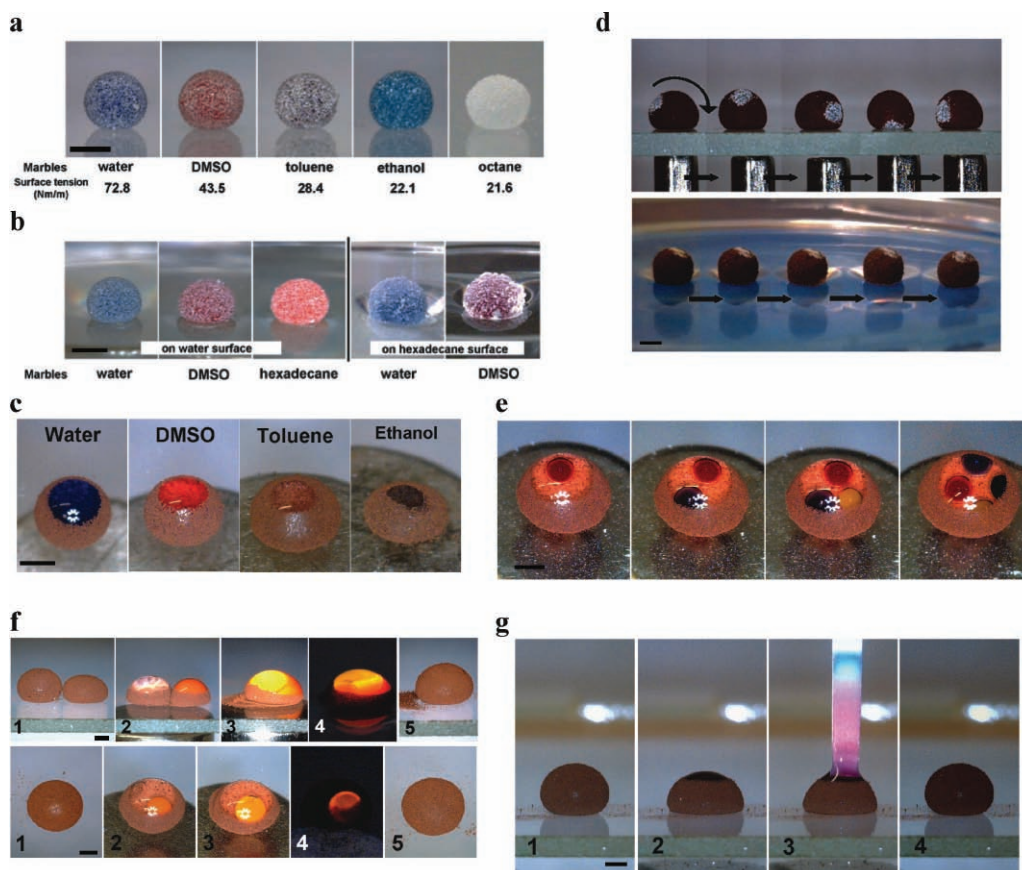 a
Marbles water DMSO toluene ethanol octane
Surface tension 72.8 43.5 28.4 22.1 21.6
(Nm/m)
b
on water surface on hexadecane surface
Marbles water DMSO hexadecane water DMSO
c
Water DMSO Toluene Ethanol
d
e
f
1 2 3 4 5
1 2 3 4 5
g
1 2 3 4